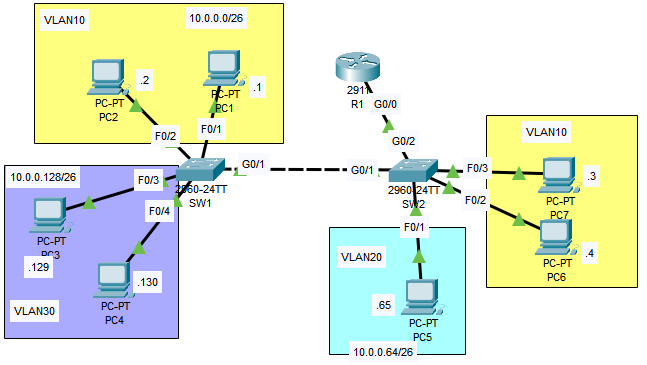 VLAN10
10.0.0.0/26
.2
.1
PC-PT
PC2
PC-PT
PC1
F0/2
F0/1
2911
R1
G0/0
G0/2
VLAN10
10.0.0.128/26
F0/3
F0/4
2960-24TT
SW1
G0/1
G0/1
2960-24TT
SW2
F0/3
F0/2
F0/1
.3
PC-PT
PC7
.4
PC-PT
PC6
PC-PT
PC3
.129
.130
PC-PT
PC4
VLAN30
VLAN20
.65
PC-PT
PC5
10.0.0.64/26